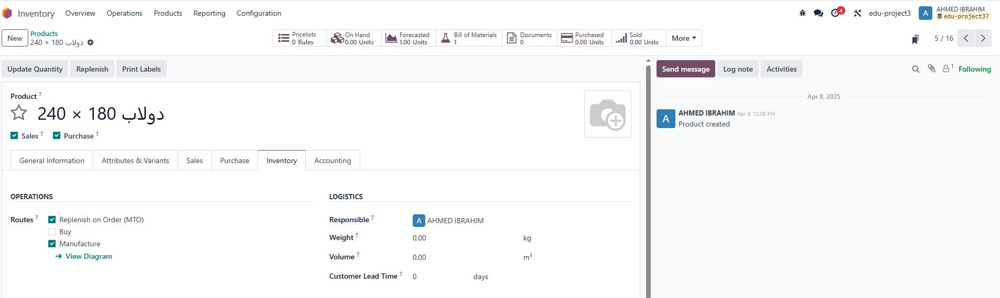 Inventory Overview Operations Products Reporting Configuration 4 edu-project3 A AHMED IBRAHIM
edu-project37
New Products
دولاب 180 × 240
Pricelists
0 Rules
On Hand
0.00 Units
Forecasted
1.00 Units
Bill of Materials
1
Documents
0
Purchased
0.00 Units
Sold
0.00 Units
More
5 / 16
Update Quantity Replenish Print Labels
Send message Log note Activities 1 Following
Product ?
دولاب 180 × 240
Sales ? Purchase ?
General Information Attributes & Variants Sales Purchase Inventory Accounting
OPERATIONS
Routes ? Replenish on Order (MTO)
Buy
Manufacture
View Diagram
LOGISTICS
Responsible ? A AHMED IBRAHIM
Weight ? 0.00 kg
Volume ? 0.00 m³
Customer Lead Time ? 0 days
Apr 8, 2025
A AHMED IBRAHIM Apr 8, 12:05 PM
Product created